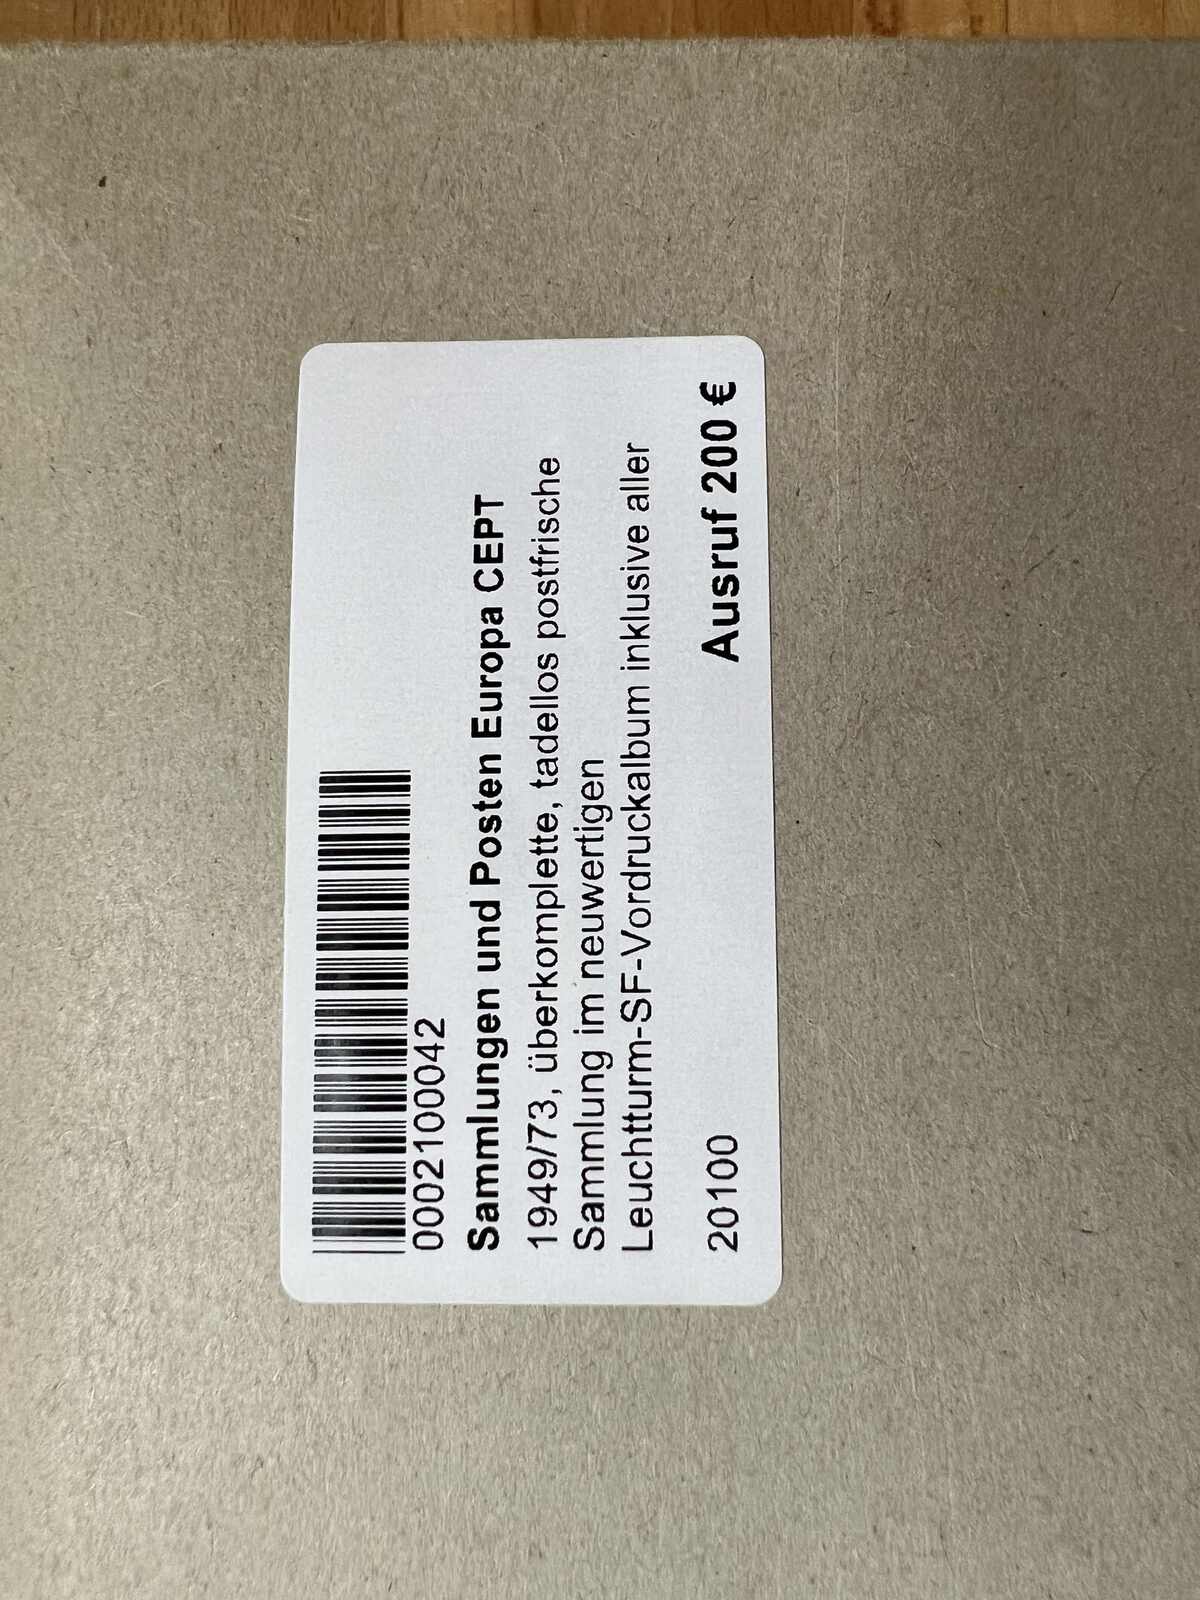 0002100042
Sammlungen und Posten Europa CEPT
1949/73, überkomplette, tadellos postfrische
Sammlung im neuwertigen
Leuchtturm-SF-Vordruckalbum inklusive aller
20100 Ausruf 200 €